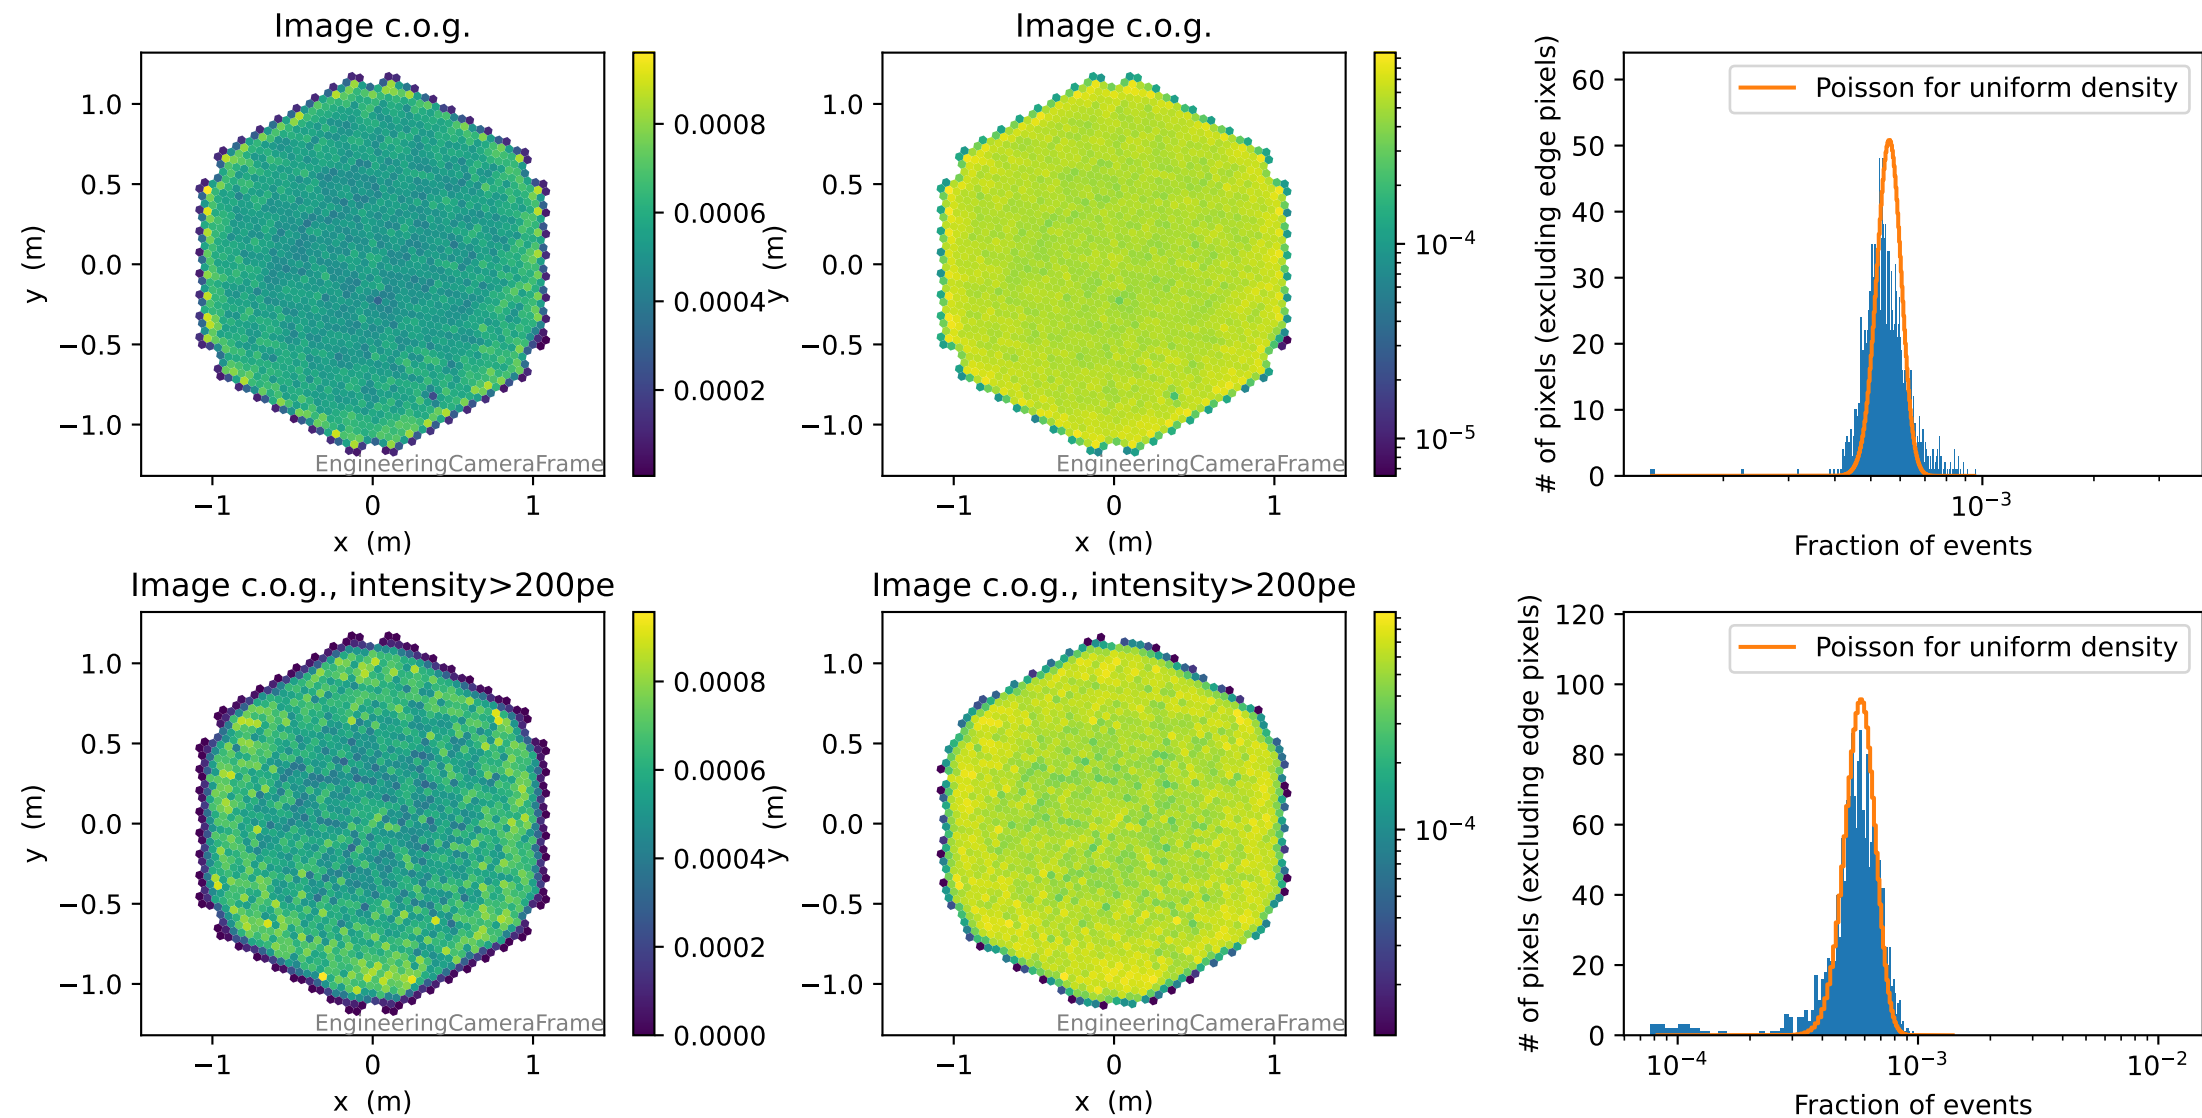 Image c.o.g.
1.0
0.5
0.0
−0.5
−1.0
y (m)
−1
0
1
x (m)
EngineeringCameraFrame
0.0008
0.0006
0.0004
0.0002
Image c.o.g.
1.0
0.5
0.0
−0.5
−1.0
y (m)
−1
0
1
x (m)
EngineeringCameraFrame
10⁻⁴
10⁻⁵
# of pixels (excluding edge pixels)
60
50
40
30
20
10
0
Poisson for uniform density
10⁻³
Fraction of events
Image c.o.g., intensity>200pe
1.0
0.5
0.0
−0.5
−1.0
y (m)
−1
0
1
x (m)
EngineeringCameraFrame
0.0008
0.0006
0.0004
0.0002
0.0000
Image c.o.g., intensity>200pe
1.0
0.5
0.0
−0.5
−1.0
y (m)
−1
0
1
x (m)
EngineeringCameraFrame
10⁻⁴
# of pixels (excluding edge pixels)
120
100
80
60
40
20
0
Poisson for uniform density
10⁻⁴
10⁻³
10⁻²
Fraction of events